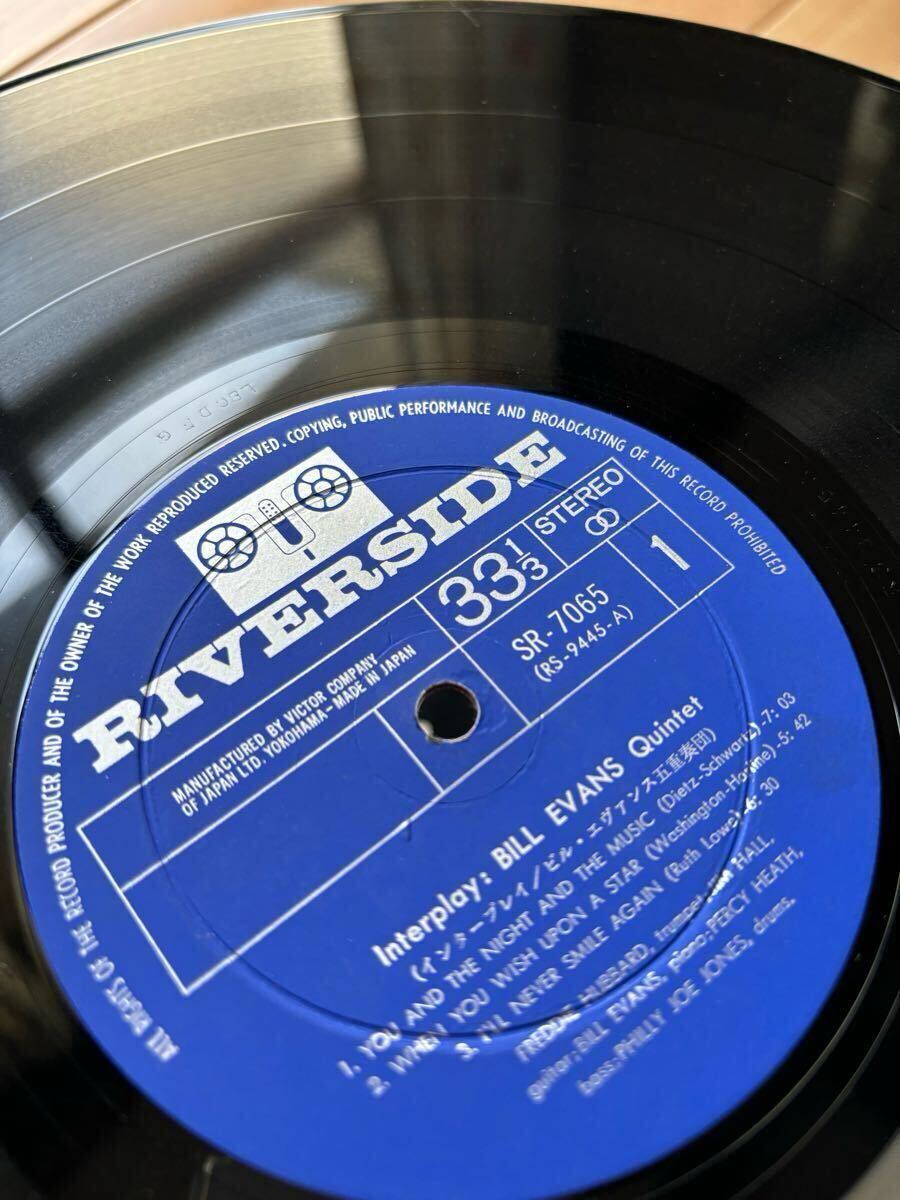 ALL RIGHTS OF THE RECORD PRODUCER AND OF THE OWNER OF THE WORK REPRODUCED RESERVED. COPYING, PUBLIC PERFORMANCE AND BROADCASTING OF THIS RECORD PROHIBITED
RIVERSIDE
MANUFACTURED BY VICTOR COMPANY
OF JAPAN LTD. YOKOHAMA-MADE IN JAPAN
33 1/3
STEREO
SR-7065
(RS-9445-A)
1
Interplay: BILL EVANS Quintet
(インタープレイ/ビル・エヴァンス五重奏団)
1. YOU AND THE NIGHT AND THE MUSIC (Dietz-Schwartz)-7: 03
2. WHEN YOU WISH UPON A STAR (Washington-Harline)-5: 42
3. I'LL NEVER SMILE AGAIN (Ruth Lowe)-6: 30
FREDDIE HUBBARD, trumpet: JIM HALL,
guitar: BILL EVANS, piano: PERCY HEATH,
bass: PHILLY JOE JONES, drums.